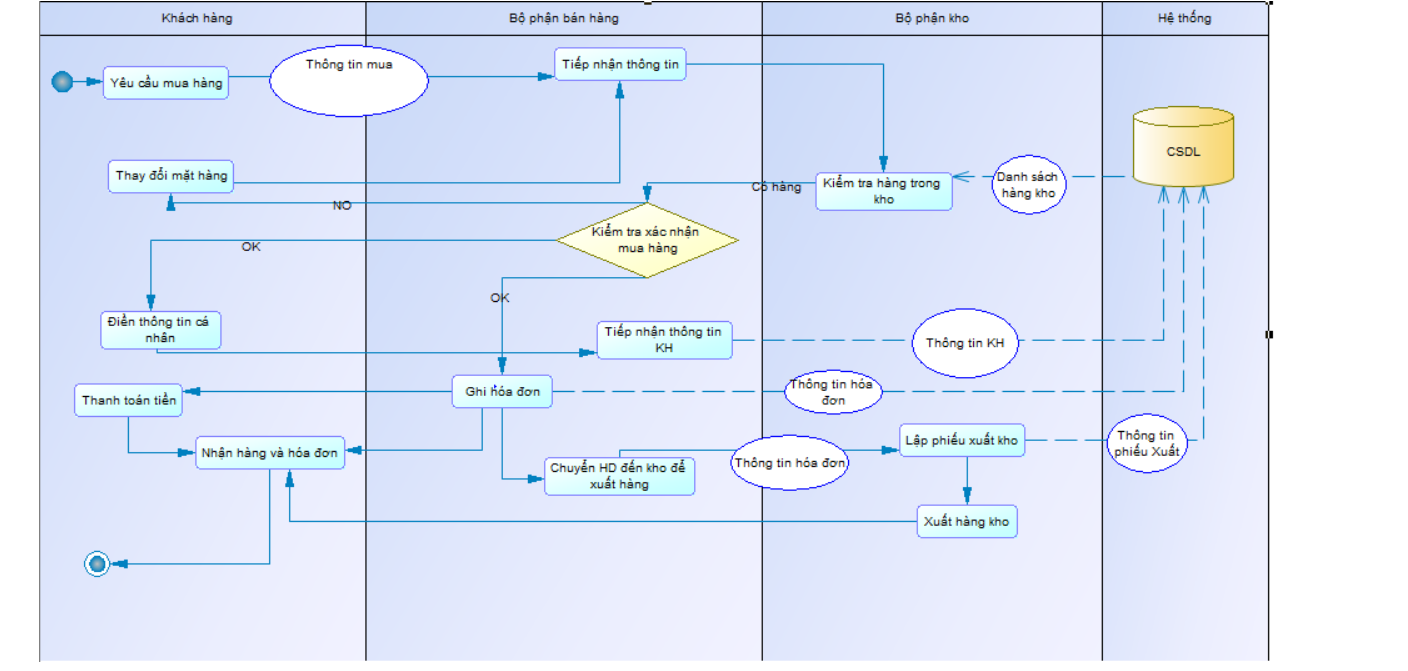 Khách hàng
Bộ phận bán hàng
Bộ phận kho
Hệ thống
Thông tin mua
Tiếp nhận thông tin
Yêu cầu mua hàng
CSDL
Thay đổi mặt hàng
Danh sách
hàng kho
Có hàng
Kiểm tra hàng trong
kho
NO
Kiểm tra xác nhận
mua hàng
OK
OK
Điền thông tin cá
nhân
Tiếp nhận thông tin
KH
Thông tin KH
Thông tin hóa
đơn
Ghi hóa đơn
Thanh toán tiền
Lập phiếu xuất kho
Thông tin
phiếu Xuất
Nhận hàng và hóa đơn
Thông tin hóa đơn
Chuyển HD đến kho để
xuất hàng
Xuất hàng kho